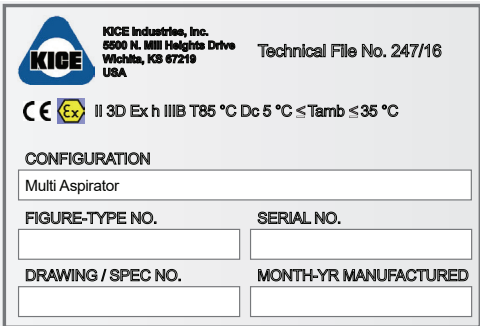 KICE
KICE Industries, Inc.
5500 N. Mill Heights Drive
Wichita, KS 67219
USA
Technical File No. 247/16
CE Ex II 3D Ex h IIIB T85 °C Dc 5 °C ≤Tamb ≤35 °C
CONFIGURATION
Multi Aspirator
FIGURE-TYPE NO.
SERIAL NO.
DRAWING / SPEC NO.
MONTH-YR MANUFACTURED